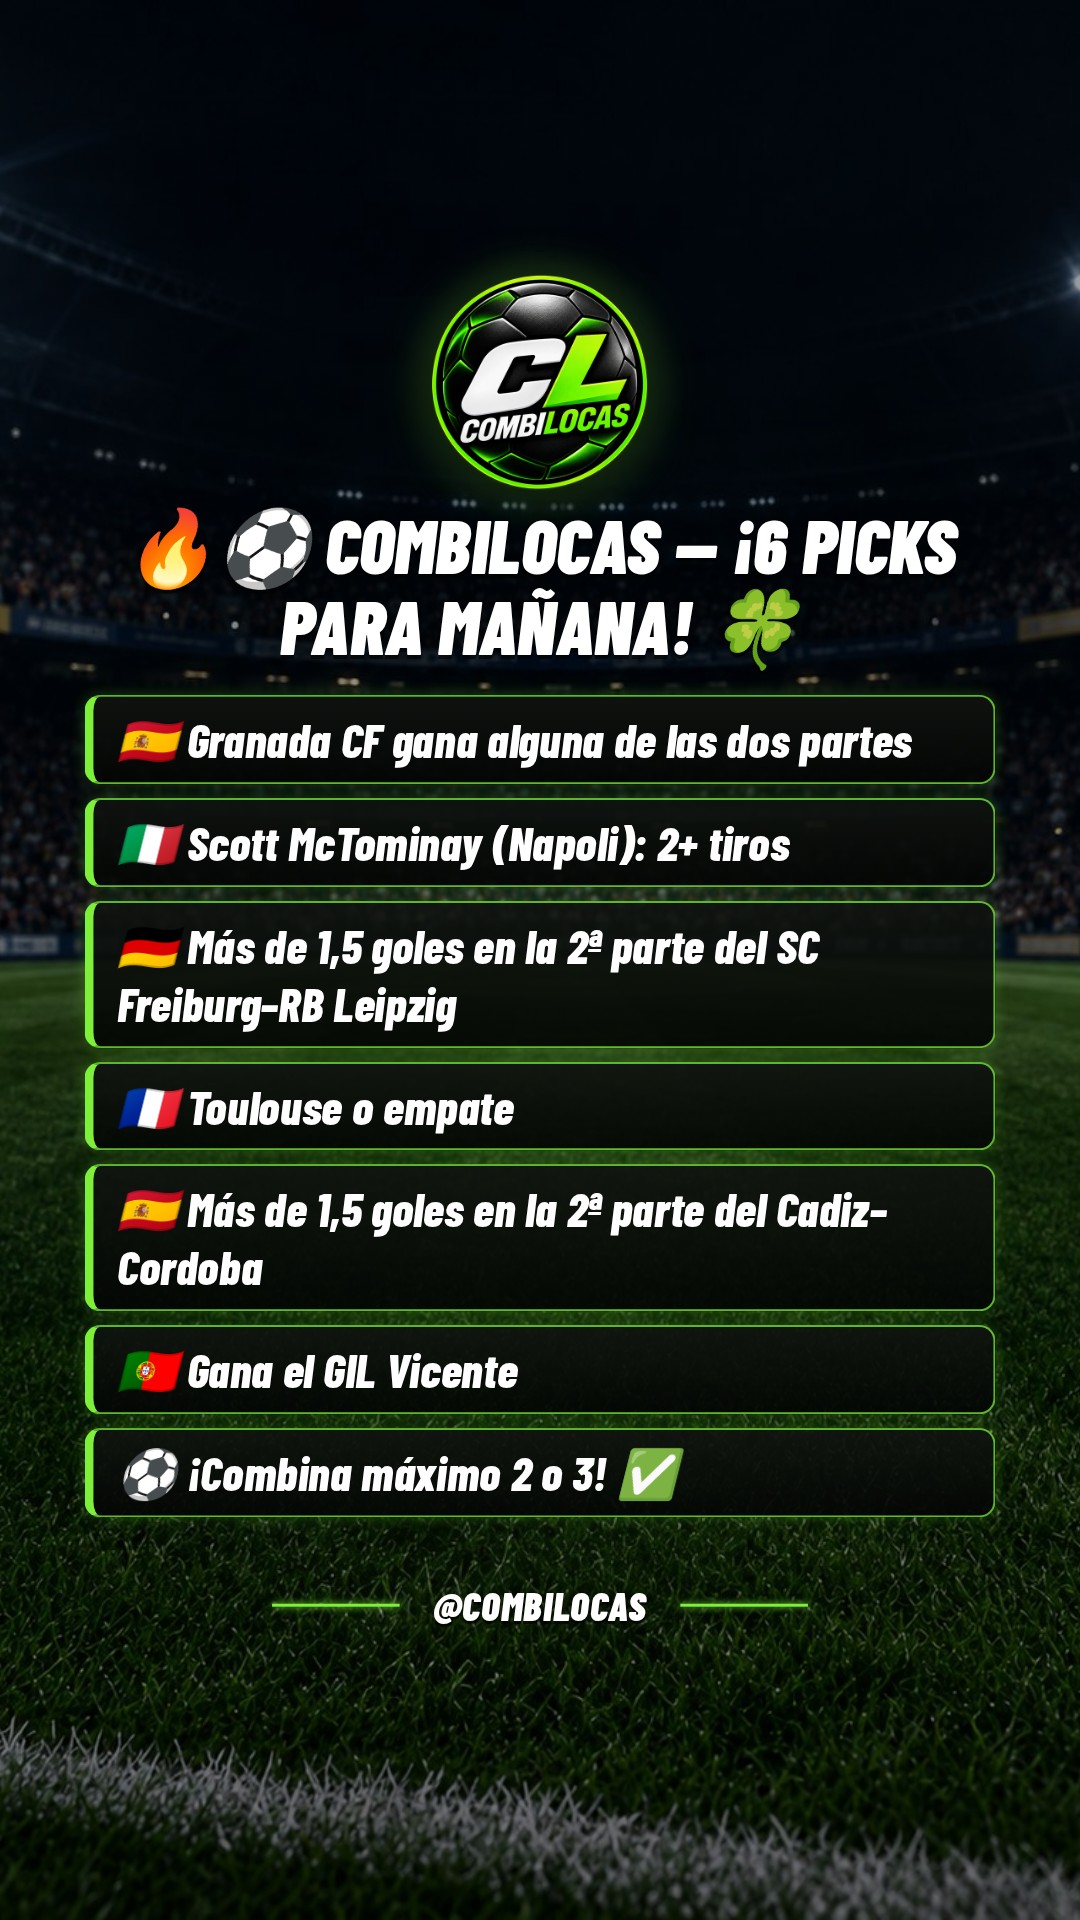 CL
COMBILOCAS
🔥⚽ COMBILOCAS – ¡6 PICKS
PARA MAÑANA! 🍀
🇪🇸 Granada CF gana alguna de las dos partes
🇮🇹 Scott McTominay (Napoli): 2+ tiros
🇩🇪 Más de 1,5 goles en la 2ª parte del SC
Freiburg-RB Leipzig
🇫🇷 Toulouse o empate
🇪🇸 Más de 1,5 goles en la 2ª parte del Cadiz-
Cordoba
🇵🇹 Gana el GIL Vicente
⚽ ¡Combina máximo 2 o 3! ✅
@COMBILOCAS